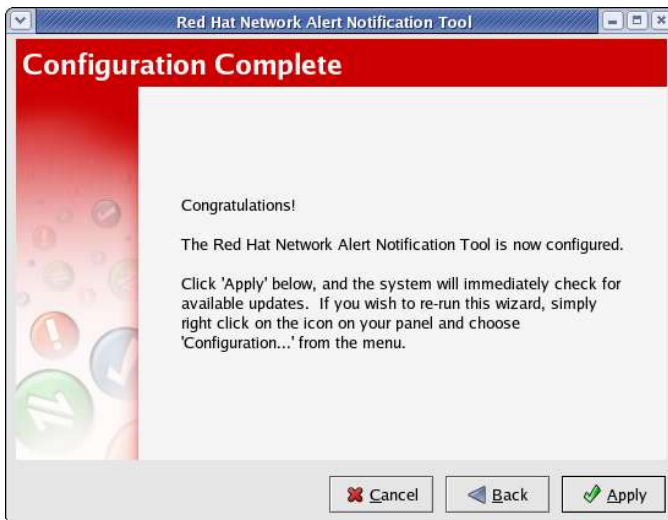 Red Hat Network Alert Notification Tool
Configuration Complete
Congratulations!
The Red Hat Network Alert Notification Tool is now configured.
Click 'Apply' below, and the system will immediately check for
available updates.  If you wish to re-run this wizard, simply
right click on the icon on your panel and choose
'Configuration...' from the menu.
Cancel
Back
Apply